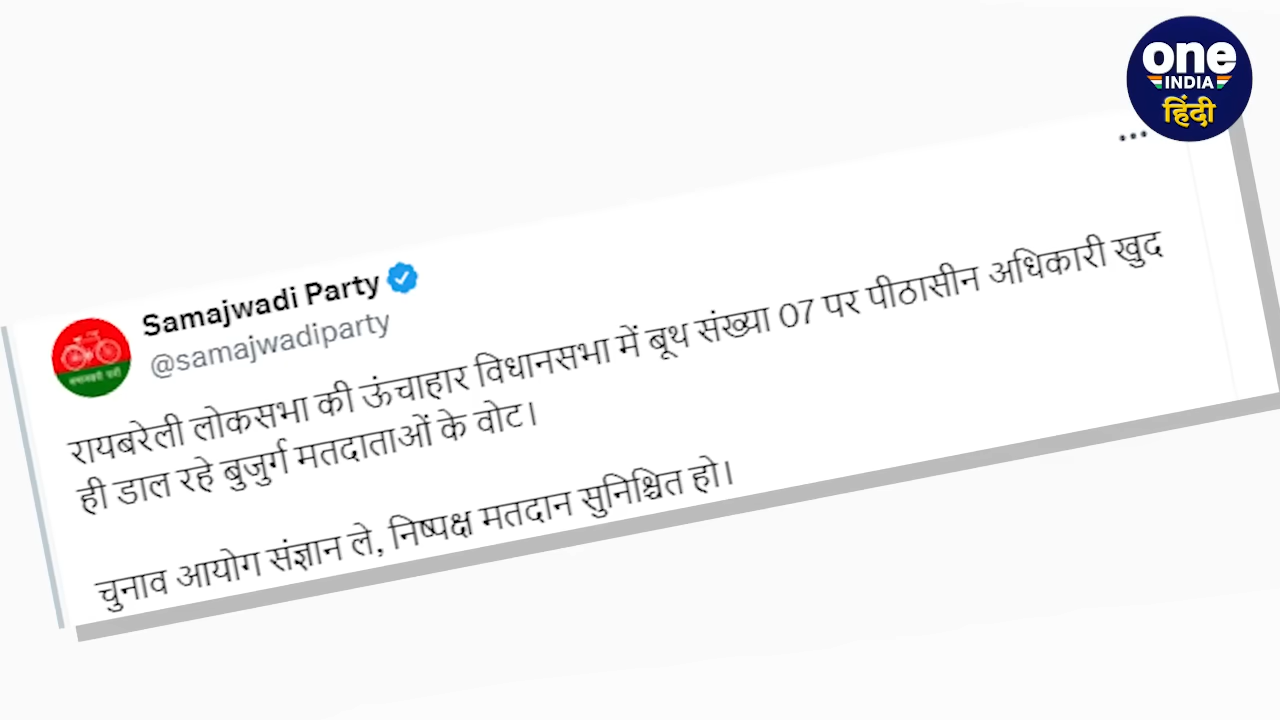 one
INDIA
हिंदी
Samajwadi Party
@samajwadiparty
रायबरेली लोकसभा की ऊंचाहार विधानसभा में बूथ संख्या 07 पर पीठासीन अधिकारी खुद
ही डाल रहे बुजुर्ग मतदाताओं के वोट।
चुनाव आयोग संज्ञान ले, निष्पक्ष मतदान सुनिश्चित हो।